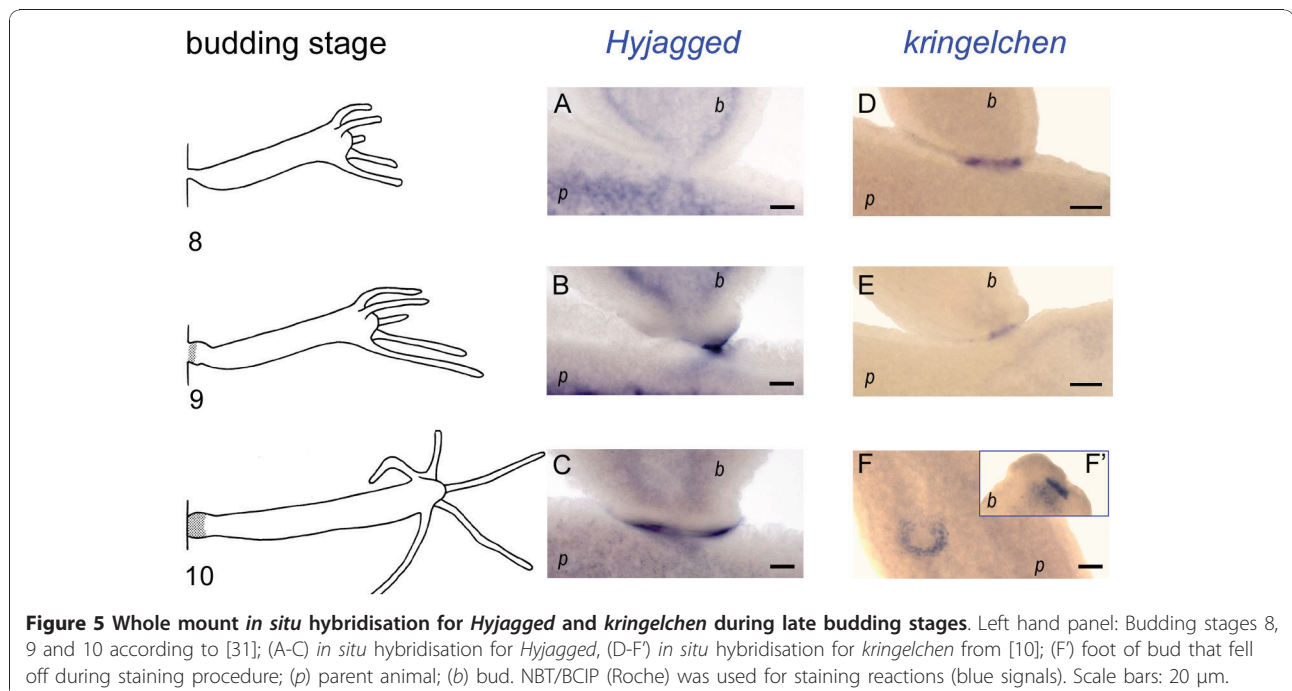 budding stage
Hyjagged
kringelchen
8
A
b
p
D
b
p
9
B
b
p
E
b
p
10
C
b
p
F
p
F'
b
Figure 5 Whole mount in situ hybridisation for Hyjagged and kringelchen during late budding stages. Left hand panel: Budding stages 8,
9 and 10 according to [31]; (A-C) in situ hybridisation for Hyjagged, (D-F') in situ hybridisation for kringelchen from [10]; (F') foot of bud that fell
off during staining procedure; (p) parent animal; (b) bud. NBT/BCIP (Roche) was used for staining reactions (blue signals). Scale bars: 20 μm.